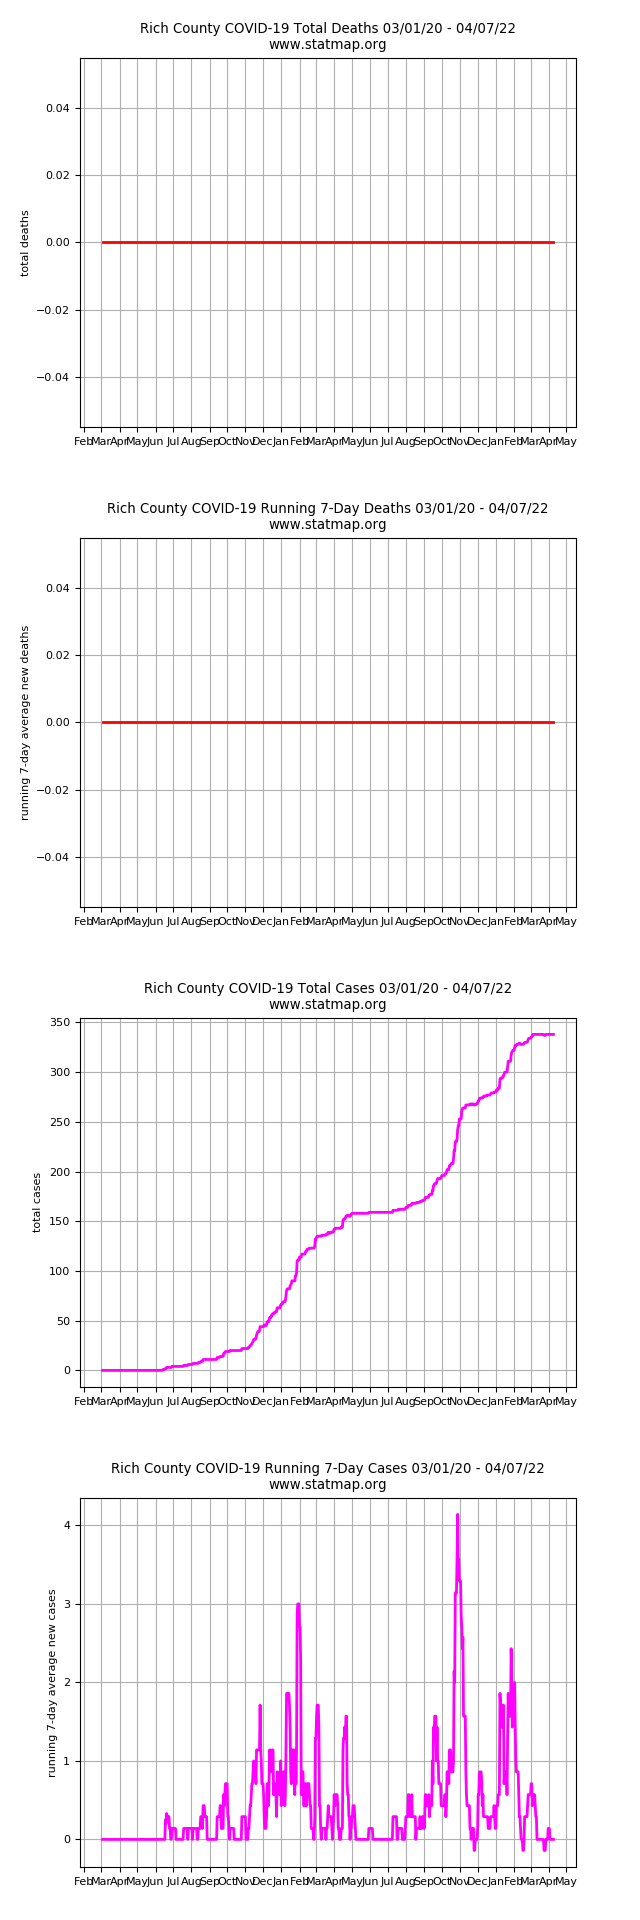 Rich County COVID-19 Total Deaths 03/01/20 - 04/07/22
www.statmap.org
total deaths
0.04
0.02
0.00
−0.02
−0.04
Feb Mar Apr May Jun Jul Aug Sep Oct Nov Dec Jan Feb Mar Apr May Jun Jul Aug Sep Oct Nov Dec Jan Feb Mar Apr May
Rich County COVID-19 Running 7-Day Deaths 03/01/20 - 04/07/22
www.statmap.org
running 7-day average new deaths
0.04
0.02
0.00
−0.02
−0.04
Feb Mar Apr May Jun Jul Aug Sep Oct Nov Dec Jan Feb Mar Apr May Jun Jul Aug Sep Oct Nov Dec Jan Feb Mar Apr May
Rich County COVID-19 Total Cases 03/01/20 - 04/07/22
www.statmap.org
total cases
350
300
250
200
150
100
50
0
Feb Mar Apr May Jun Jul Aug Sep Oct Nov Dec Jan Feb Mar Apr May Jun Jul Aug Sep Oct Nov Dec Jan Feb Mar Apr May
Rich County COVID-19 Running 7-Day Cases 03/01/20 - 04/07/22
www.statmap.org
running 7-day average new cases
4
3
2
1
0
Feb Mar Apr May Jun Jul Aug Sep Oct Nov Dec Jan Feb Mar Apr May Jun Jul Aug Sep Oct Nov Dec Jan Feb Mar Apr May